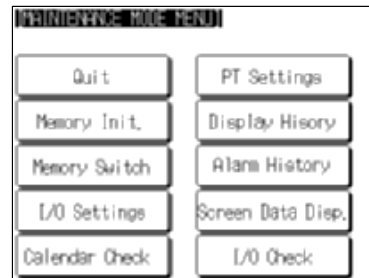 [MAINTENANCE MODE MENU]
Quit
PT Settings
Memory Init.
Display Hisory
Memory Switch
Alarm History
I/O Settings
Screen Data Disp.
Calendar Check
I/O Check